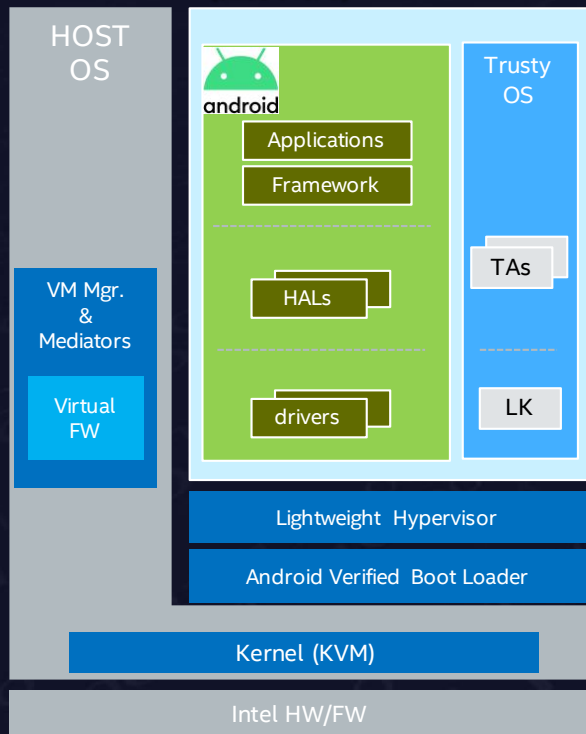 HOST
OS
VM Mgr.
&
Mediators
Virtual
FW
android
Applications
Framework
HALs
drivers
Trusty
OS
TAs
LK
Lightweight Hypervisor
Android Verified Boot Loader
Kernel (KVM)
Intel HW/FW